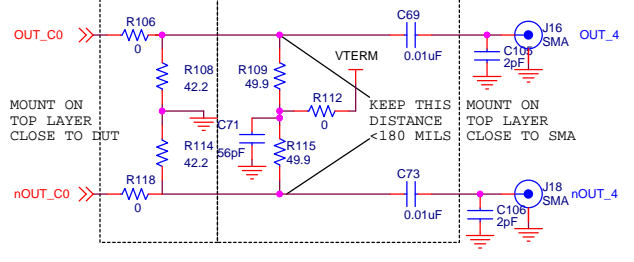 R106
C69
J16
OUT_C0
OUT_4
SMA
0
VTERM
0.01uF
C105
2pF
R108
R109
42.2
49.9
R112
MOUNT ON
KEEP THIS
MOUNT ON
TOP LAYER
C71
0
DISTANCE
TOP LAYER
CLOSE TO DUT
<180 MILS
CLOSE TO SMA
R114
R115
56pF
42.2
49.9
R118
C73
J18
nOUT_C0
nOUT_4
SMA
0
0.01uF
C106
2pF